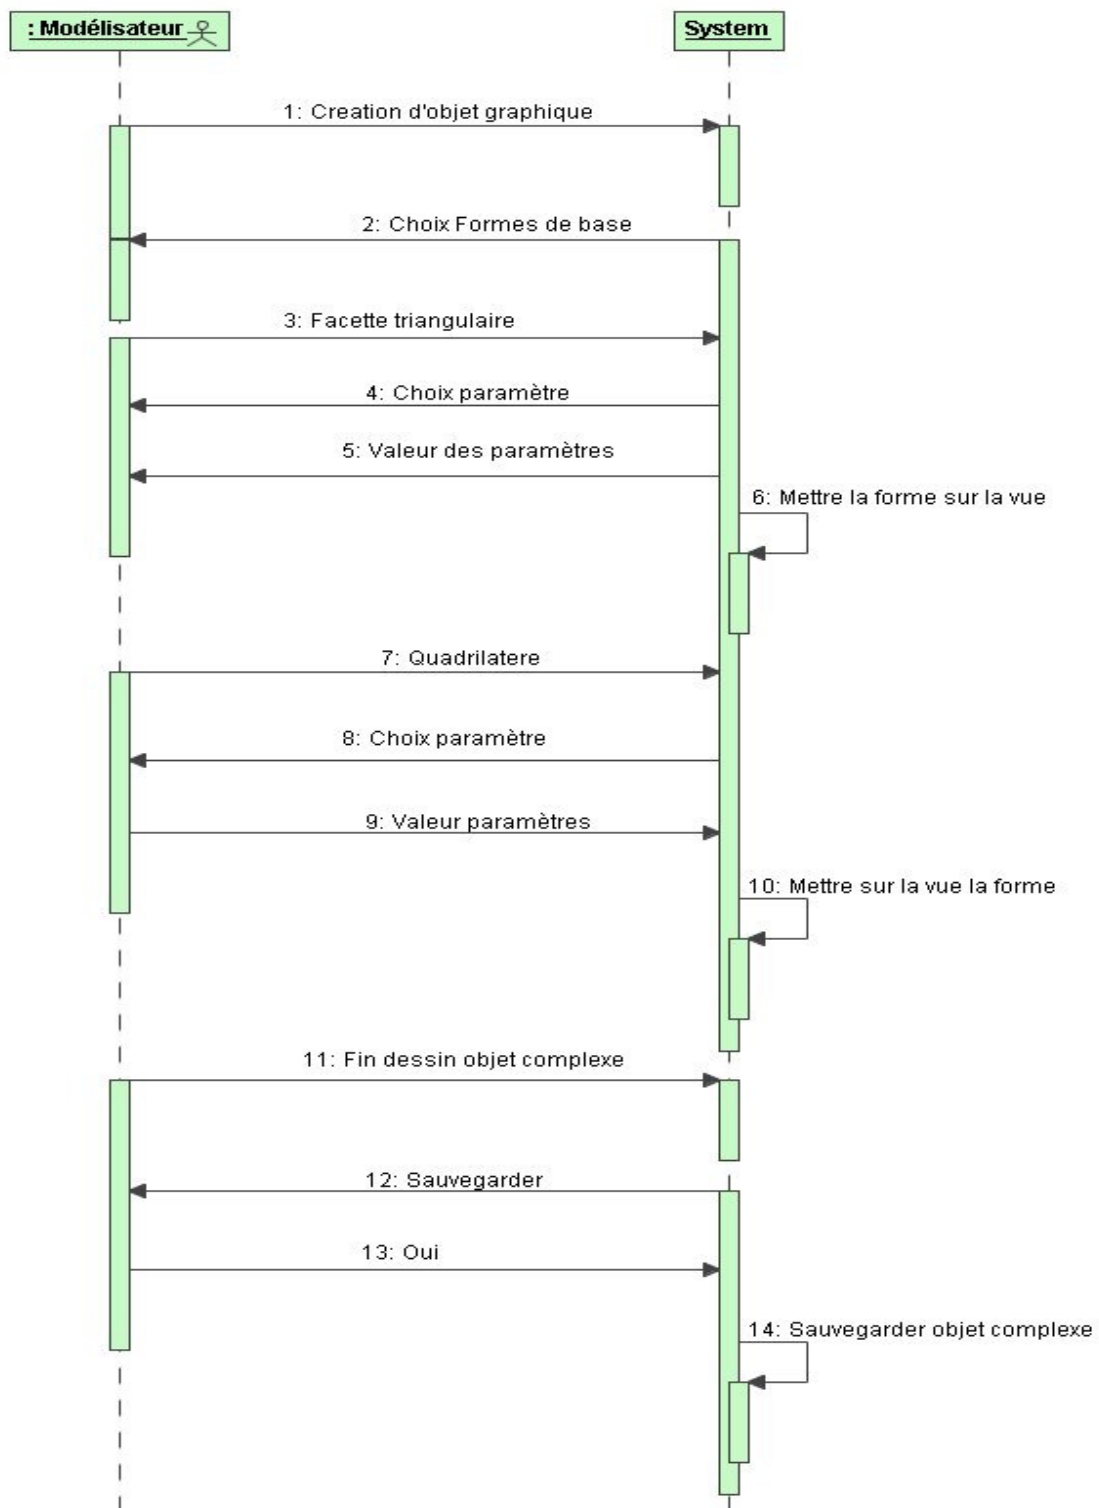 : Modélisateur
System
1: Creation d'objet graphique
2: Choix Formes de base
3: Facette triangulaire
4: Choix paramètre
5: Valeur des paramètres
6: Mettre la forme sur la vue
7: Quadrilatere
8: Choix paramètre
9: Valeur paramètres
10: Mettre sur la vue la forme
11: Fin dessin objet complexe
12: Sauvegarder
13: Oui
14: Sauvegarder objet complexe